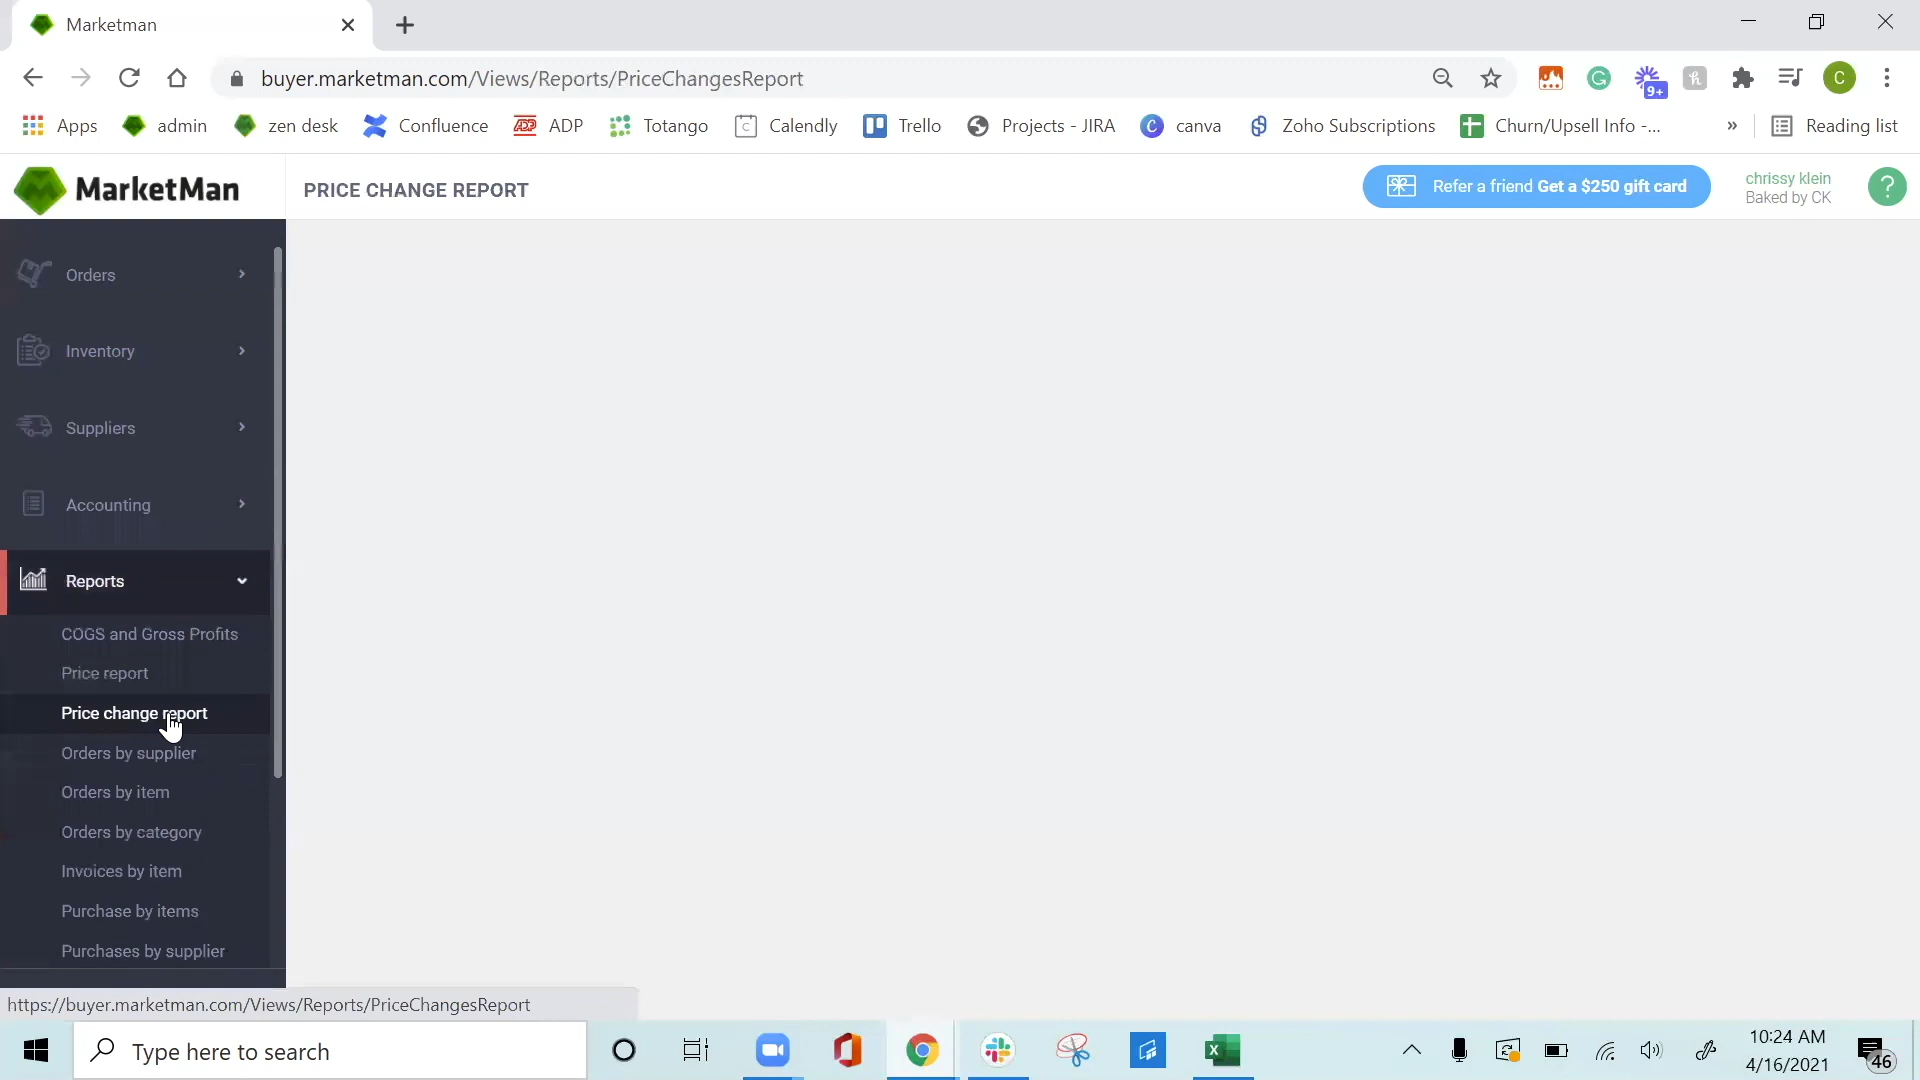 Marketman
buyer.marketman.com/Views/Reports/PriceChangesReport
9+
C
Apps
admin
zen desk
Confluence
ADP
Totango
Calendly
Trello
Projects - JIRA
canva
Zoho Subscriptions
Churn/Upsell Info -...
»
Reading list
MarketMan
PRICE CHANGE REPORT
Refer a friend Get a $250 gift card
chrissy klein
Baked by CK
?
Orders
Inventory
Suppliers
Accounting
Reports
COGS and Gross Profits
Price report
Price change report
Orders by supplier
Orders by item
Orders by category
Invoices by item
Purchase by items
Purchases by supplier
https://buyer.marketman.com/Views/Reports/PriceChangesReport
Type here to search
10:24 AM
4/16/2021
46